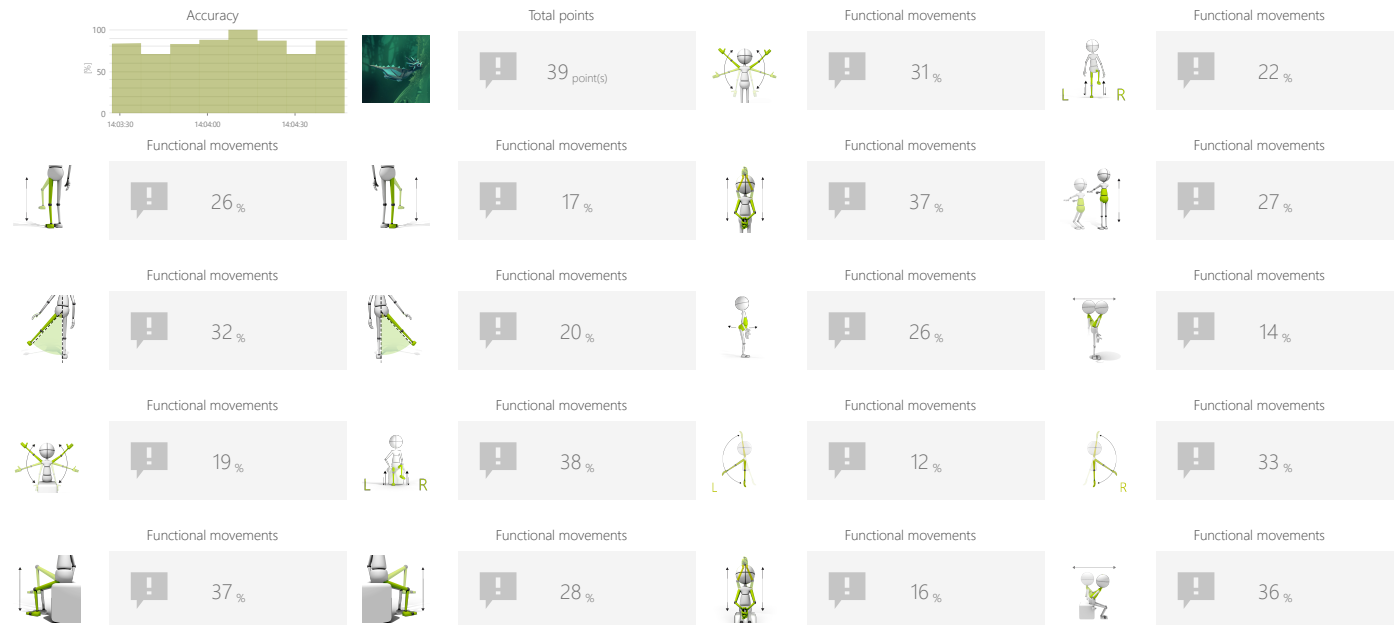 Accuracy
Total points
Functional movements
Functional movements
100
50
0
[%]
14:03:30
14:04:00
14:04:30
39 point(s)
31 %
L R
22 %
Functional movements
Functional movements
Functional movements
Functional movements
26 %
17 %
37 %
27 %
Functional movements
Functional movements
Functional movements
Functional movements
32 %
20 %
26 %
14 %
Functional movements
Functional movements
Functional movements
Functional movements
19 %
L R
38 %
L
12 %
R
33 %
Functional movements
Functional movements
Functional movements
Functional movements
37 %
28 %
16 %
36 %